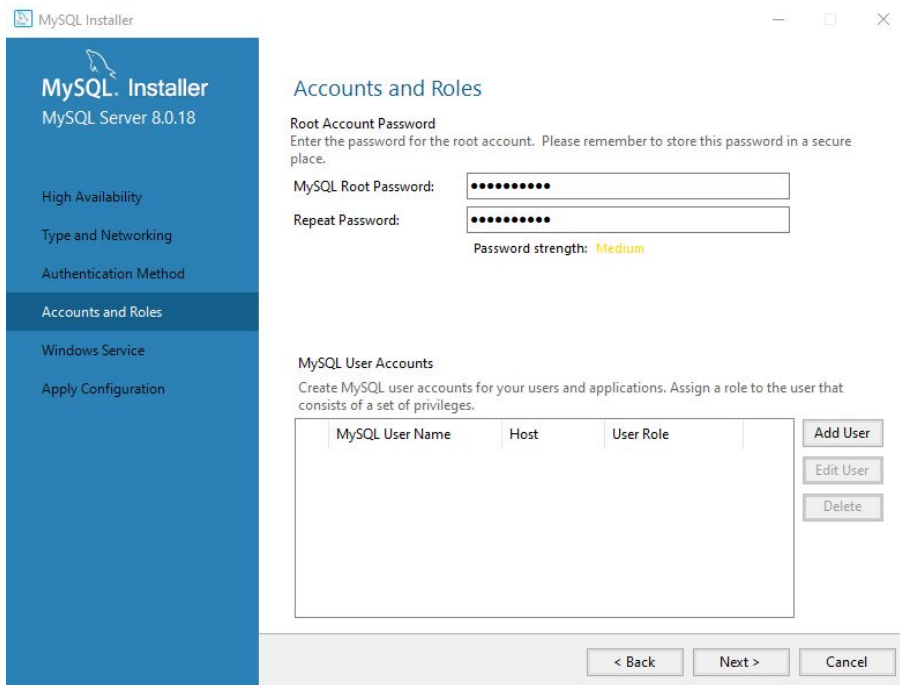 MySQL Installer
MySQL. Installer
MySQL Server 8.0.18
High Availability
Type and Networking
Authentication Method
Accounts and Roles
Windows Service
Apply Configuration
Accounts and Roles
Root Account Password
Enter the password for the root account. Please remember to store this password in a secure
place.
MySQL Root Password: ●●●●●●●●●●
Repeat Password: ●●●●●●●●●●
Password strength: Medium
MySQL User Accounts
Create MySQL user accounts for your users and applications. Assign a role to the user that
consists of a set of privileges.
MySQL User Name Host User Role
Add User
Edit User
Delete
< Back Next > Cancel